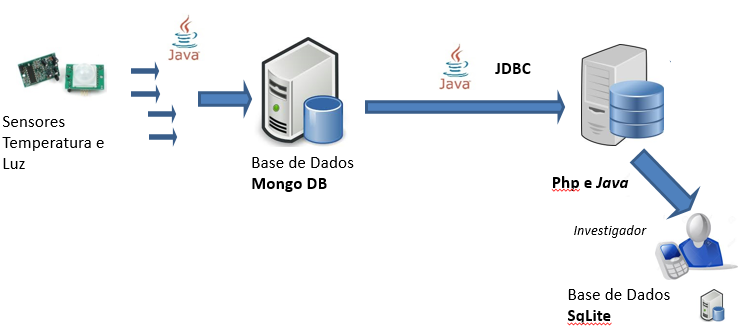 Java
Java
JDBC
Sensores
Temperatura e
Luz
Base de Dados
Mongo DB
Php e Java
Investigador
Base de Dados
SqLite